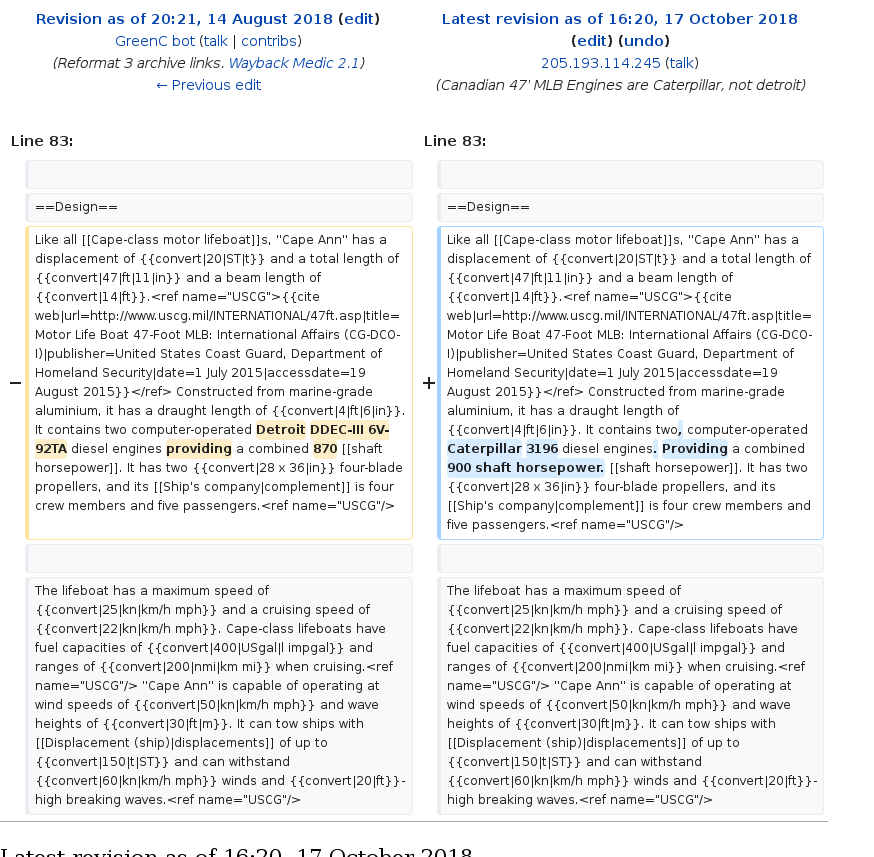 Revision as of 20:21, 14 August 2018 (edit)
GreenC bot (talk | contribs)
(Reformat 3 archive links. Wayback Medic 2.1)
← Previous edit
Latest revision as of 16:20, 17 October 2018
(edit) (undo)
205.193.114.245 (talk)
(Canadian 47' MLB Engines are Caterpillar, not detroit)
Line 83:
Line 83:
==Design==
==Design==
−
Like all [[Cape-class motor lifeboat]]s, ''Cape Ann'' has a
displacement of {{convert|20|ST|t}} and a total length of
{{convert|47|ft|11|in}} and a beam length of
{{convert|14|ft}}.<ref name="USCG">{{cite
web|url=http://www.uscg.mil/INTERNATIONAL/47ft.asp|title=
Motor Life Boat 47-Foot MLB: International Affairs (CG-DCO-
I)|publisher=United States Coast Guard, Department of
Homeland Security|date=1 July 2015|accessdate=19
August 2015}}</ref> Constructed from marine-grade
aluminium, it has a draught length of {{convert|4|ft|6|in}}.
It contains two computer-operated Detroit DDEC-III 6V-
92TA diesel engines providing a combined 870 [[shaft
horsepower]]. It has two {{convert|28 x 36|in}} four-blade
propellers, and its [[Ship's company|complement]] is four
crew members and five passengers.<ref name="USCG"/>
+
Like all [[Cape-class motor lifeboat]]s, ''Cape Ann'' has a
displacement of {{convert|20|ST|t}} and a total length of
{{convert|47|ft|11|in}} and a beam length of
{{convert|14|ft}}.<ref name="USCG">{{cite
web|url=http://www.uscg.mil/INTERNATIONAL/47ft.asp|title=
Motor Life Boat 47-Foot MLB: International Affairs (CG-DCO-
I)|publisher=United States Coast Guard, Department of
Homeland Security|date=1 July 2015|accessdate=19
August 2015}}</ref> Constructed from marine-grade
aluminium, it has a draught length of
{{convert|4|ft|6|in}}. It contains two, computer-operated
Caterpillar 3196 diesel engines. Providing a combined
900 shaft horsepower. [[shaft horsepower]]. It has two
{{convert|28 x 36|in}} four-blade propellers, and its
[[Ship's company|complement]] is four crew members and
five passengers.<ref name="USCG"/>
The lifeboat has a maximum speed of
{{convert|25|kn|km/h mph}} and a cruising speed of
{{convert|22|kn|km/h mph}}. Cape-class lifeboats have
fuel capacities of {{convert|400|USgal|l impgal}} and
ranges of {{convert|200|nmi|km mi}} when cruising.<ref
name="USCG"/> ''Cape Ann'' is capable of operating at
wind speeds of {{convert|50|kn|km/h mph}} and wave
heights of {{convert|30|ft|m}}. It can tow ships with
[[Displacement (ship)|displacements]] of up to
{{convert|150|t|ST}} and can withstand
{{convert|60|kn|km/h mph}} winds and {{convert|20|ft}}-
high breaking waves.<ref name="USCG"/>
The lifeboat has a maximum speed of
{{convert|25|kn|km/h mph}} and a cruising speed of
{{convert|22|kn|km/h mph}}. Cape-class lifeboats have
fuel capacities of {{convert|400|USgal|l impgal}} and
ranges of {{convert|200|nmi|km mi}} when cruising.<ref
name="USCG"/> ''Cape Ann'' is capable of operating at
wind speeds of {{convert|50|kn|km/h mph}} and wave
heights of {{convert|30|ft|m}}. It can tow ships with
[[Displacement (ship)|displacements]] of up to
{{convert|150|t|ST}} and can withstand
{{convert|60|kn|km/h mph}} winds and {{convert|20|ft}}-
high breaking waves.<ref name="USCG"/>
Latest revision as of 16:20, 17 October 2018